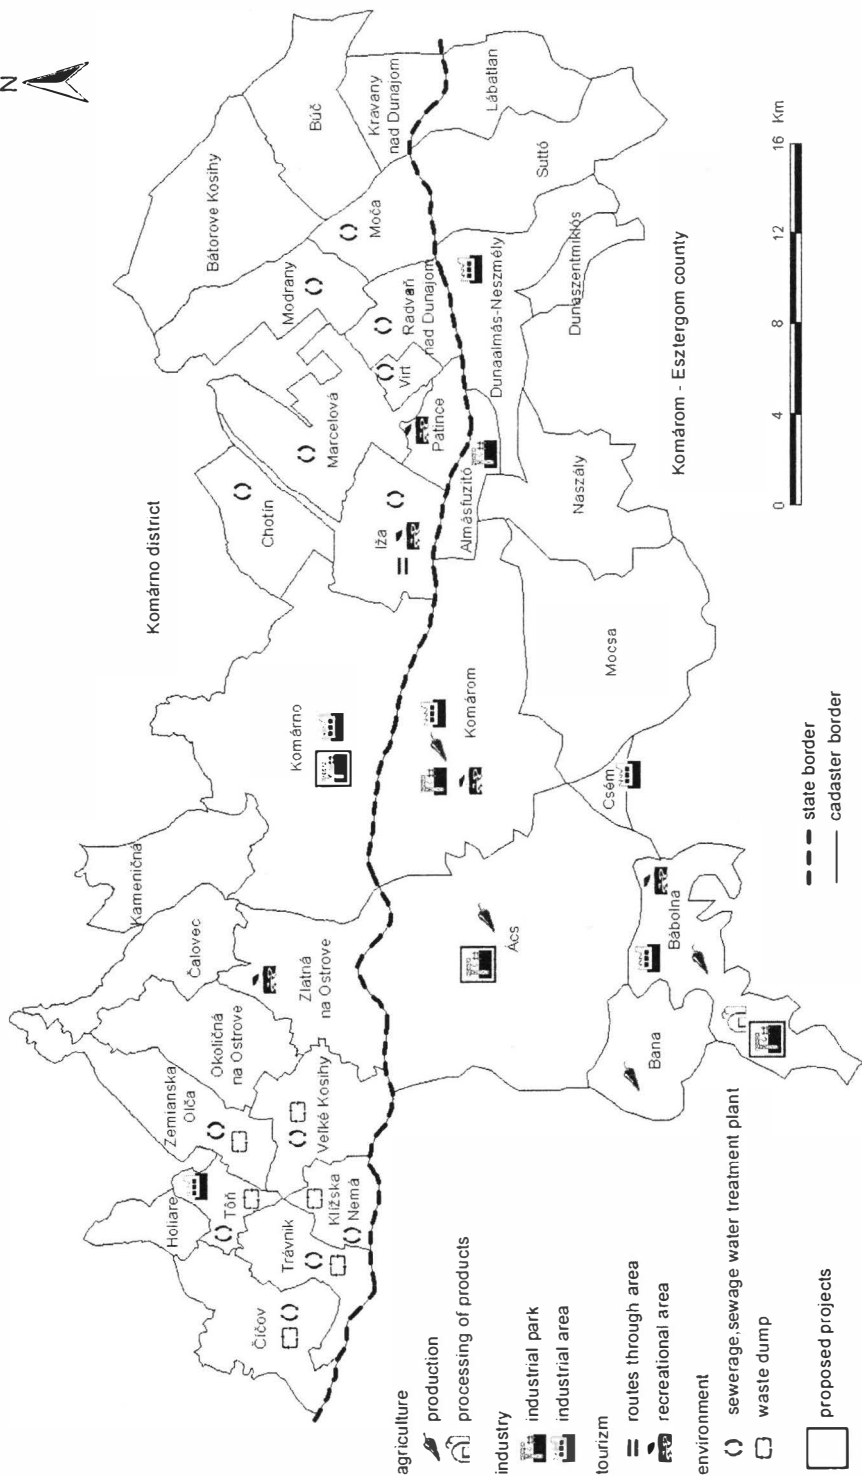 N
Komárno district
Komárom - Esztergom county
Bátorove Kosihy
Búč
Kravany
nad Dunajom
Moča
Modrany
Radvaň
nad Dunajom
Virt
Marcelová
Patince
Chotín
Iža
Komárno
Kameničná
Čalovec
Zlatná
na Ostrove
Okoličná
na Ostrove
Zemianska
Olča
Veľké Kosihy
Holiare
Tôň
Trávnik
Klížska
Nemá
Číčov
Lábatlan
Suttó
Dunaszentmiklós
Dunaalmás-Neszmély
Almásfuzitó
Naszály
Komárom
Mocsa
Csém
Ács
Bábolna
Bana
0 4 8 12 16 Km
state border
cadaster border
agriculture
production
processing of products
industry
industrial park
industrial area
tourizm
routes through area
recreational area
environment
sewerage,sewage water treatment plant
waste dump
proposed projects